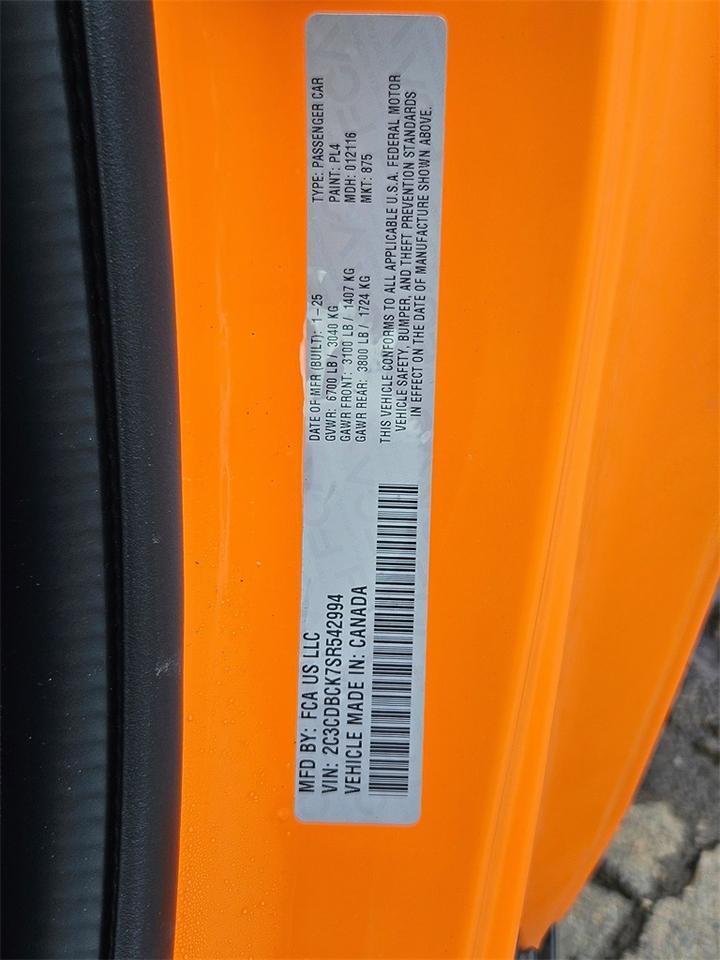 MFD BY: FCA US LLC
VIN: 2C3CDBCK7SR542994
VEHICLE MADE IN: CANADA
DATE OF MFR (BUILT): 1-25
GVWR: 6700 LB / 3040 KG
GAWR FRONT: 3100 LB / 1407 KG
GAWR REAR: 3800 LB / 1724 KG
TYPE: PASSENGER CAR
PAINT: PL4
MDH: 012116
MKT: 875
THIS VEHICLE CONFORMS TO ALL APPLICABLE U.S.A. FEDERAL MOTOR
VEHICLE SAFETY, BUMPER, AND THEFT PREVENTION STANDARDS
IN EFFECT ON THE DATE OF MANUFACTURE SHOWN ABOVE.